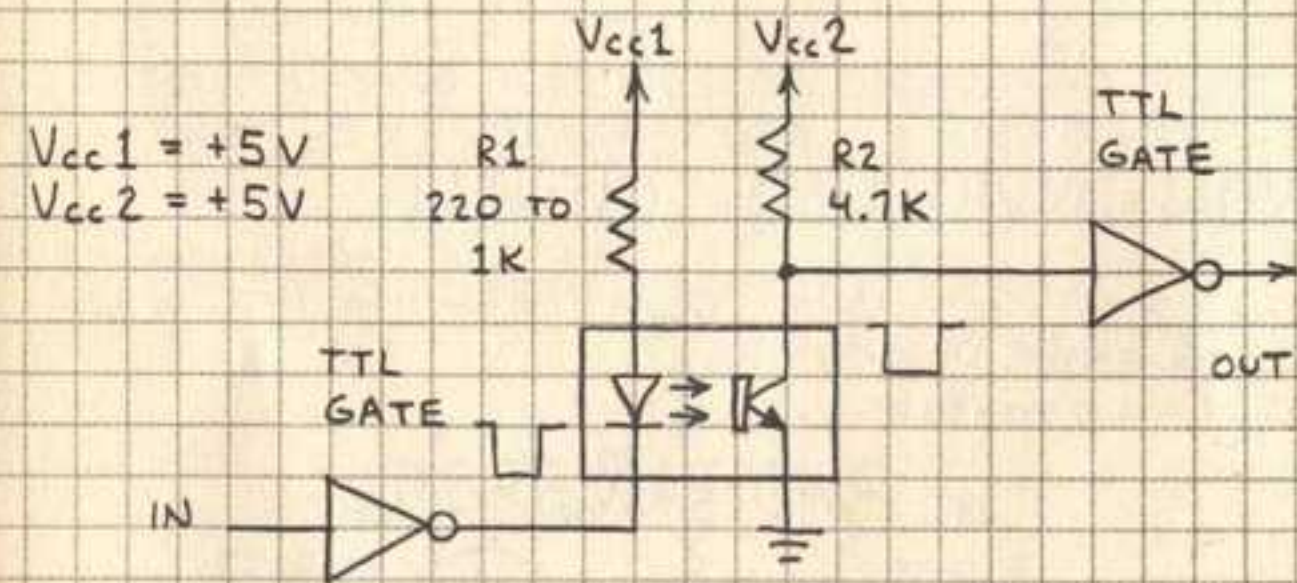 Vcc1 Vcc2
Vcc1 = +5V
Vcc2 = +5V
R1
220 TO
1K
R2
4.7K
TTL
GATE
TTL
GATE
IN
OUT